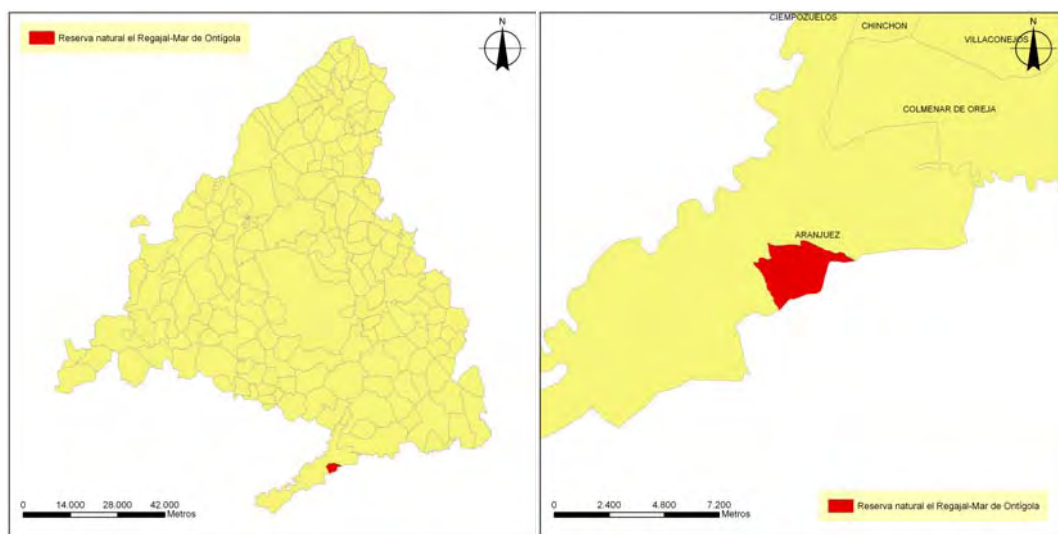 Reserva natural el Regajal-Mar de Ontígola
N
0 14.000 28.000 42.000
Metros
CIEMPOZUELOS
CHINCHON
VILLACONEJOS
N
COLMENAR DE OREJA
ARANJUEZ
0 2.400 4.800 7.200
Metros
Reserva natural el Regajal-Mar de Ontígola